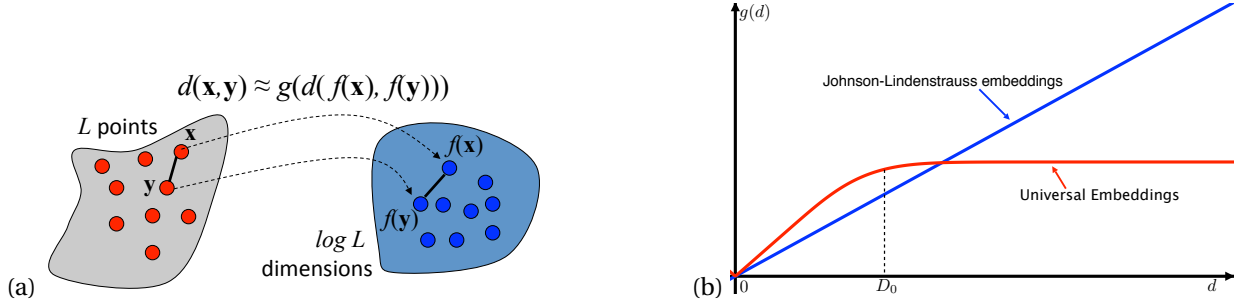 d(x,y) ≈ g(d( f(x), f(y)))
L points
x
y
f(x)
f(y)
log L
dimensions
(a)
g(d)
Johnson-Lindenstrauss embeddings
Universal Embeddings
(b)
0
D₀
d